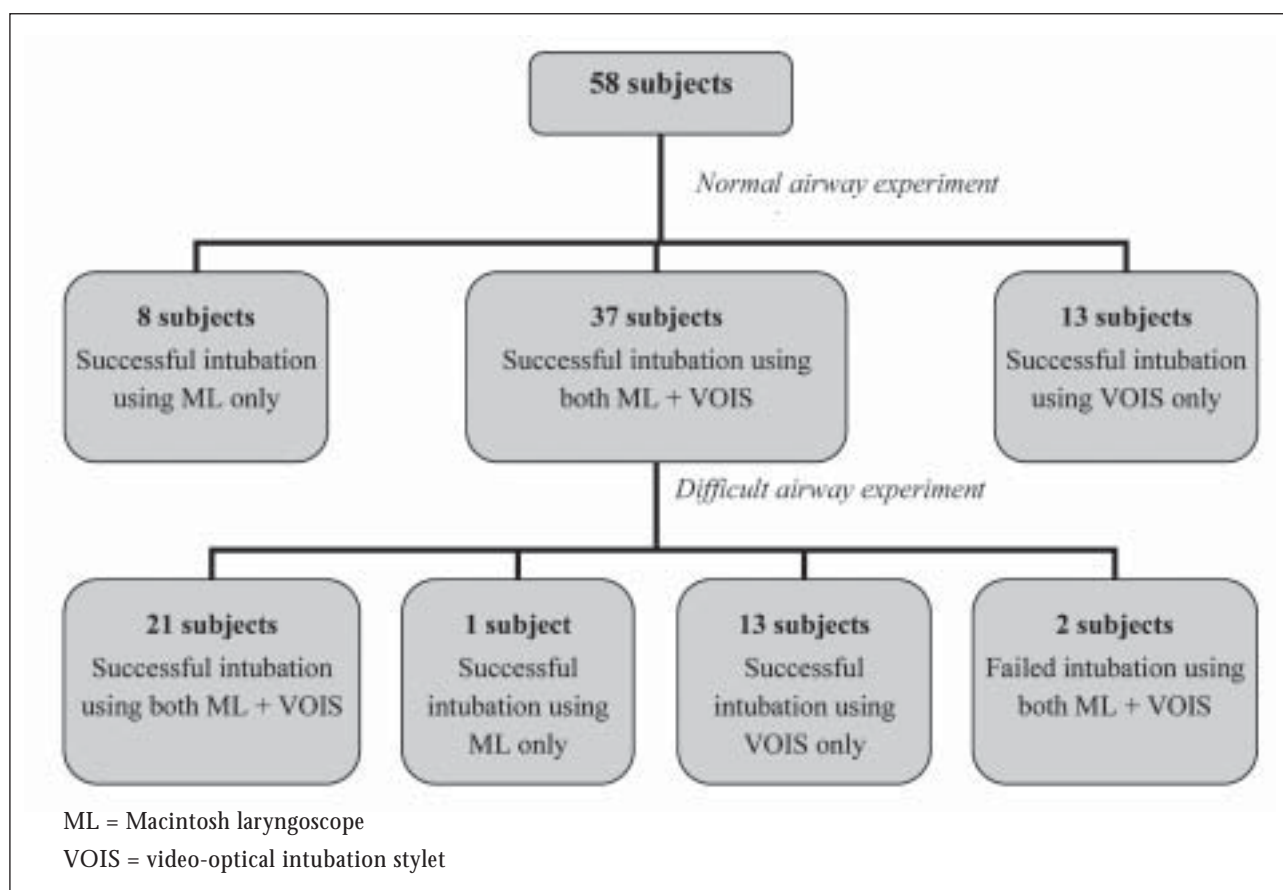 58 subjects
Normal airway experiment
8 subjects
Successful intubation
using ML only
37 subjects
Successful intubation using
both ML + VOIS
13 subjects
Successful intubation
using VOIS only
Difficult airway experiment
21 subjects
Successful intubation
using both ML + VOIS
1 subject
Successful
intubation using
ML only
13 subjects
Successful
intubation using
VOIS only
2 subjects
Failed intubation using
both ML + VOIS
ML = Macintosh laryngoscope
VOIS = video-optical intubation stylet